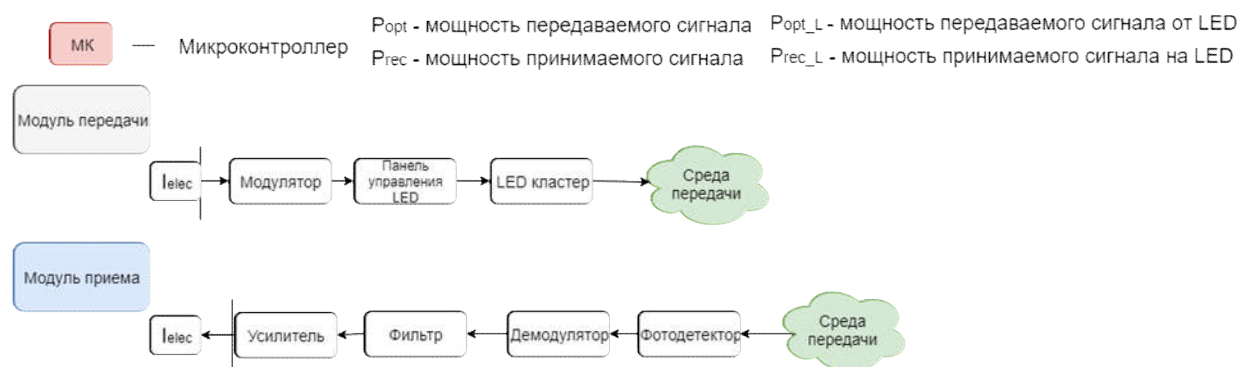 МК
Микроконтроллер
Popt - мощность передаваемого сигнала
Prec - мощность принимаемого сигнала
Popt_L - мощность передаваемого сигнала от LED
Prec_L - мощность принимаемого сигнала на LED
Модуль передачи
Ielec
Модулятор
Панель
управления
LED
LED кластер
Среда
передачи
Модуль приема
Ielec
Усилитель
Фильтр
Демодулятор
Фотодетектор
Среда
передачи